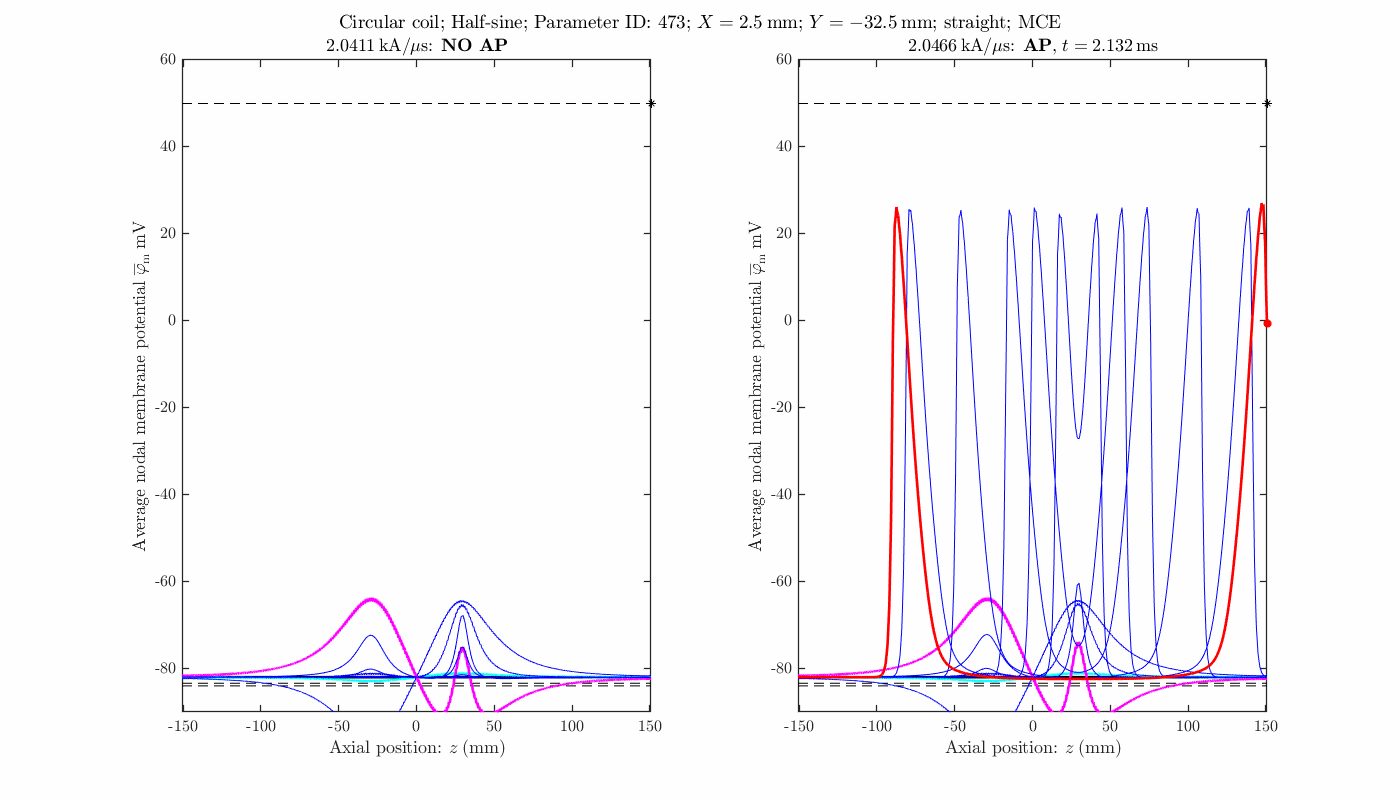 Circular coil; Half-sine; Parameter ID: 473; X = 2.5 mm; Y = −32.5 mm; straight; MCE
2.0411 kA/μs: NO AP
60
40
20
0
-20
-40
-60
-80
-150 -100 -50 0 50 100 150
Average nodal membrane potential φ̅m mV
Axial position: z (mm)
2.0466 kA/μs: AP, t = 2.132 ms
60
40
20
0
-20
-40
-60
-80
-150 -100 -50 0 50 100 150
Average nodal membrane potential φ̅m mV
Axial position: z (mm)